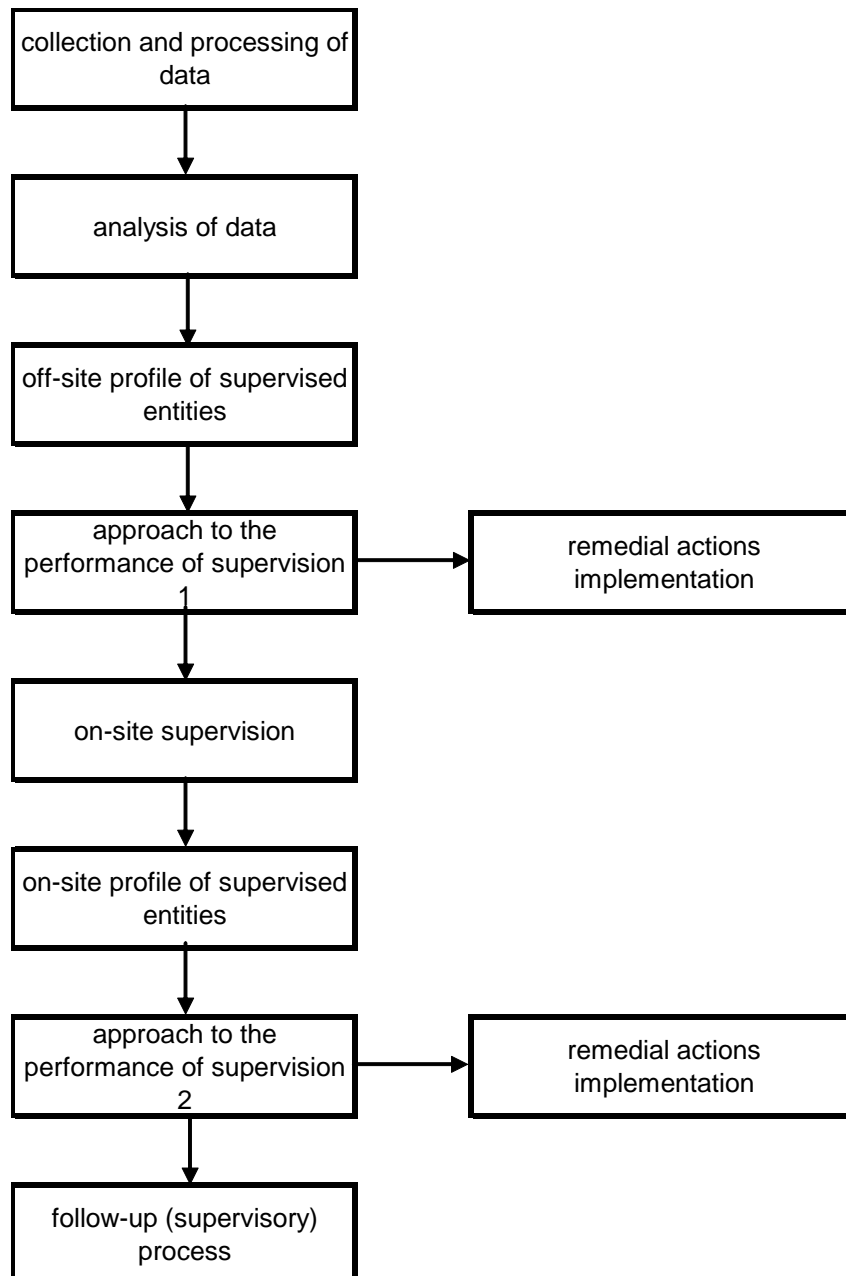 collection and processing of
data
analysis of data
off-site profile of supervised
entities
approach to the
performance of supervision
1
remedial actions
implementation
on-site supervision
on-site profile of supervised
entities
approach to the
performance of supervision
2
remedial actions
implementation
follow-up (supervisory)
process